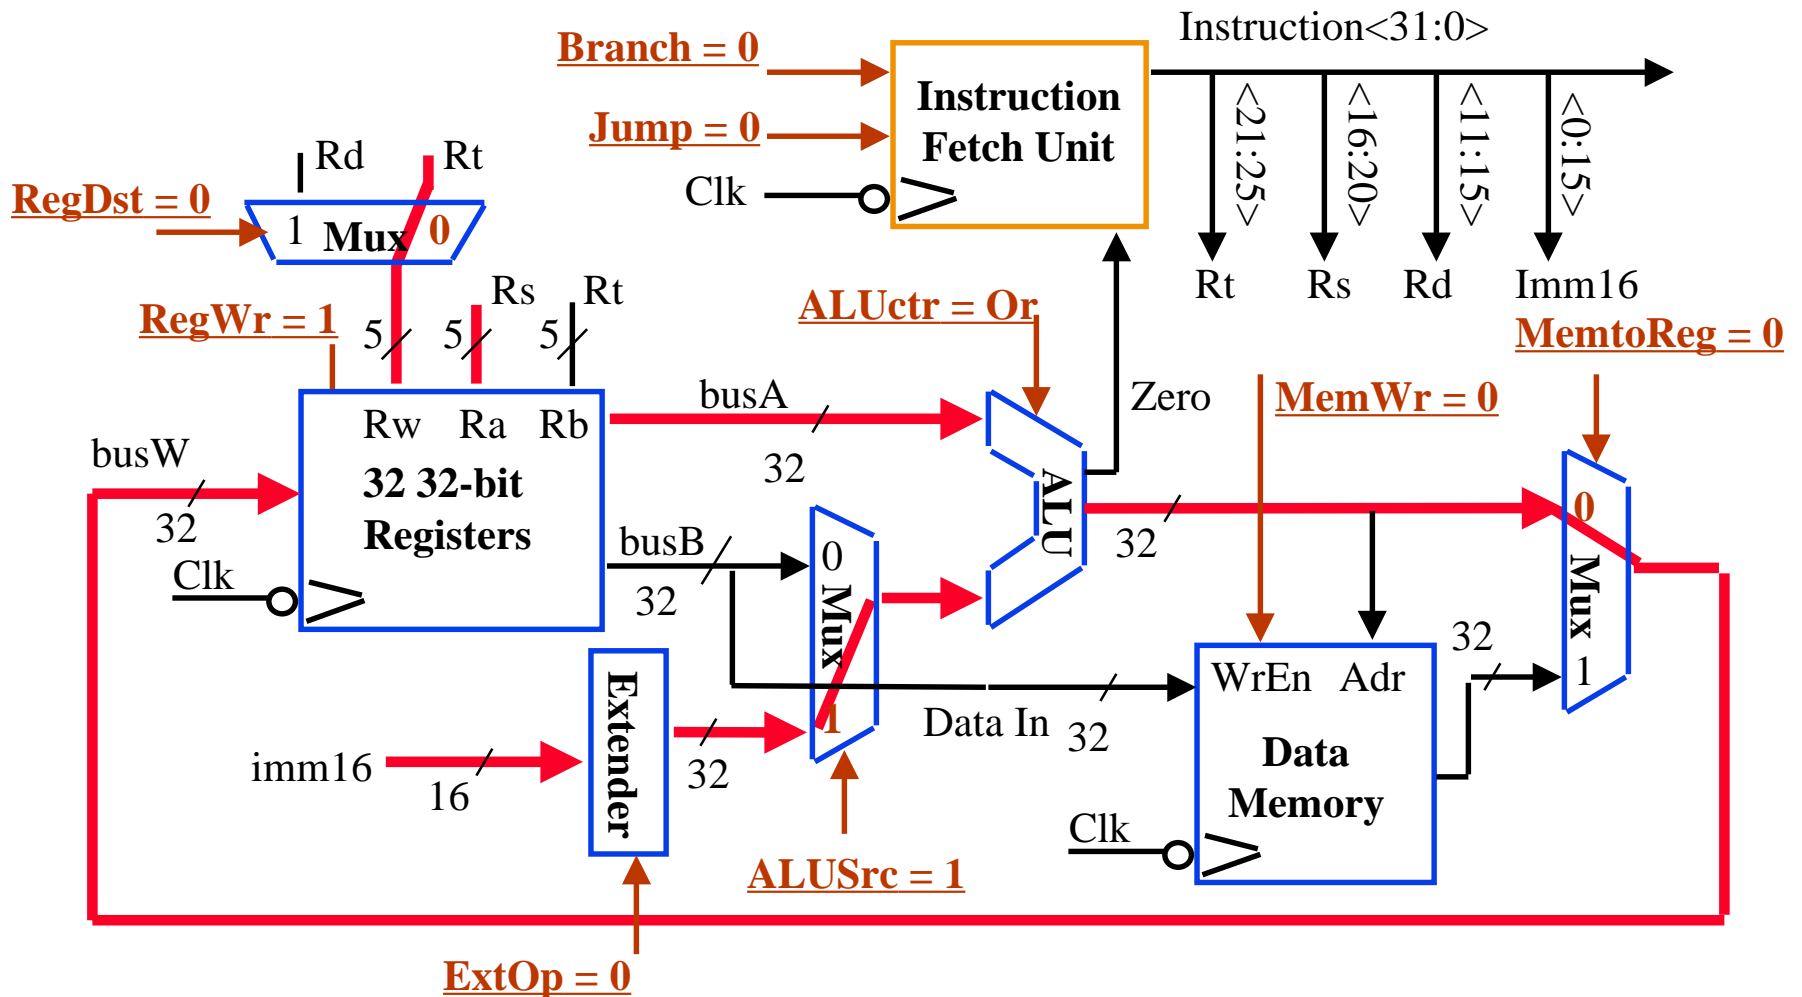 Instruction<31:0>
Branch = 0
Instruction
Fetch Unit
Jump = 0
Clk
<21:25>
<16:20>
<11:15>
<0:15>
Rd
Rt
RegDst = 0
1
Mux
0
Rt
Rs
Rd
Imm16
Rs
Rt
RegWr = 1
ALUctr = Or
MemtoReg = 0
5
5
5
busA
Zero
MemWr = 0
Rw
Ra
Rb
busW
32
32 32-bit
Registers
32
ALU
0
Clk
busB
32
0
Mux
1
32
Mux
1
32
WrEn
Adr
Extender
Data In
32
Data
Memory
imm16
16
32
Clk
ALUSrc = 1
ExtOp = 0